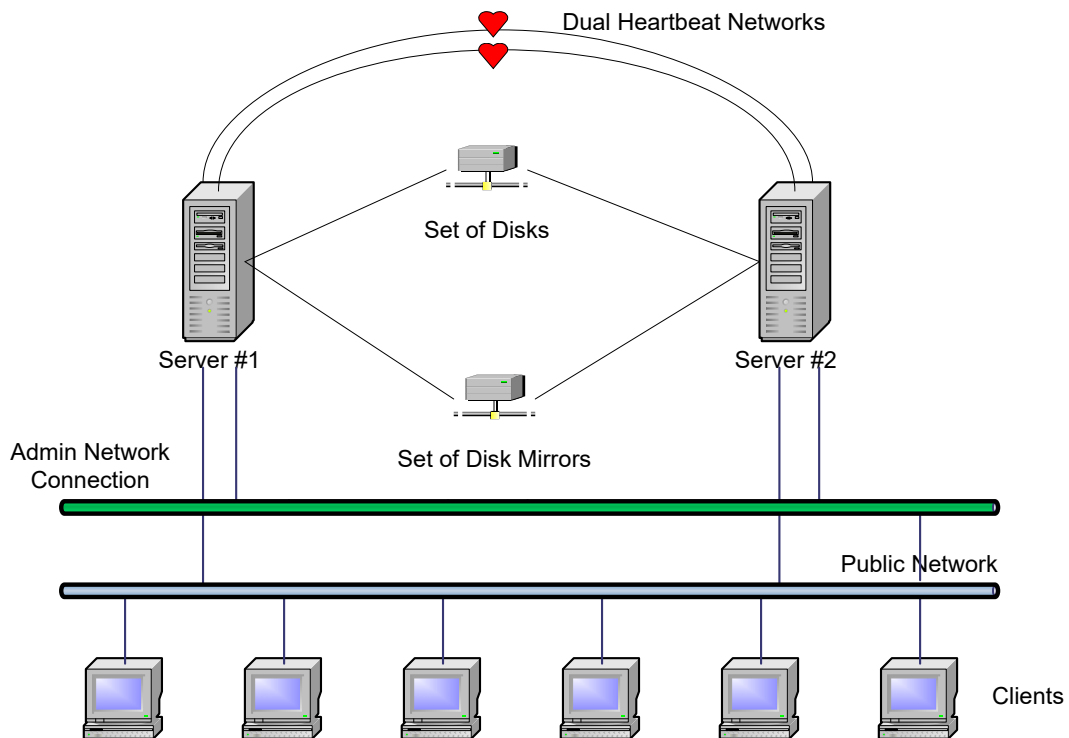 Dual Heartbeat Networks
Set of Disks
Server #1
Server #2
Set of Disk Mirrors
Admin Network
Connection
Public Network
Clients